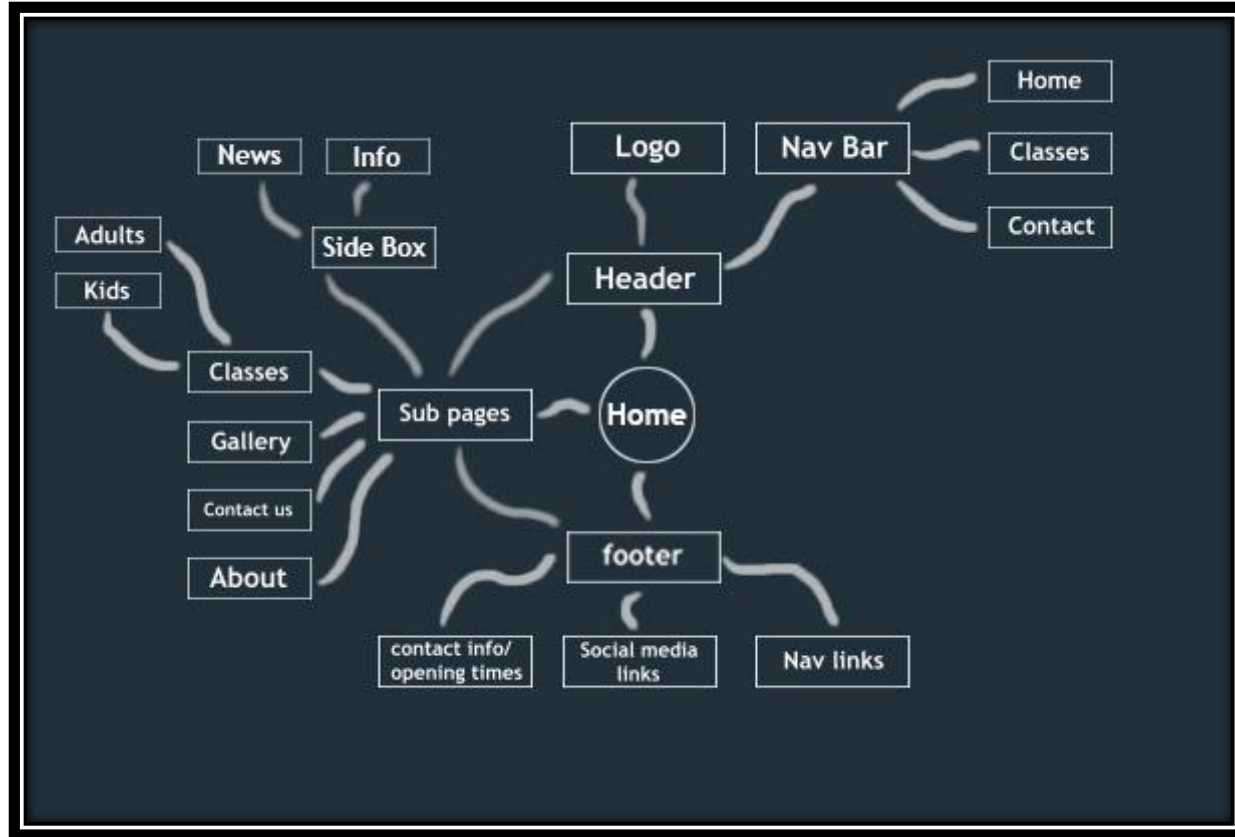 Home
Logo
Nav Bar
News
Info
Classes
Adults
Side Box
Contact
Header
Kids
Classes
Sub pages
Home
Gallery
Contact us
footer
About
contact info/
opening times
Social media
links
Nav links